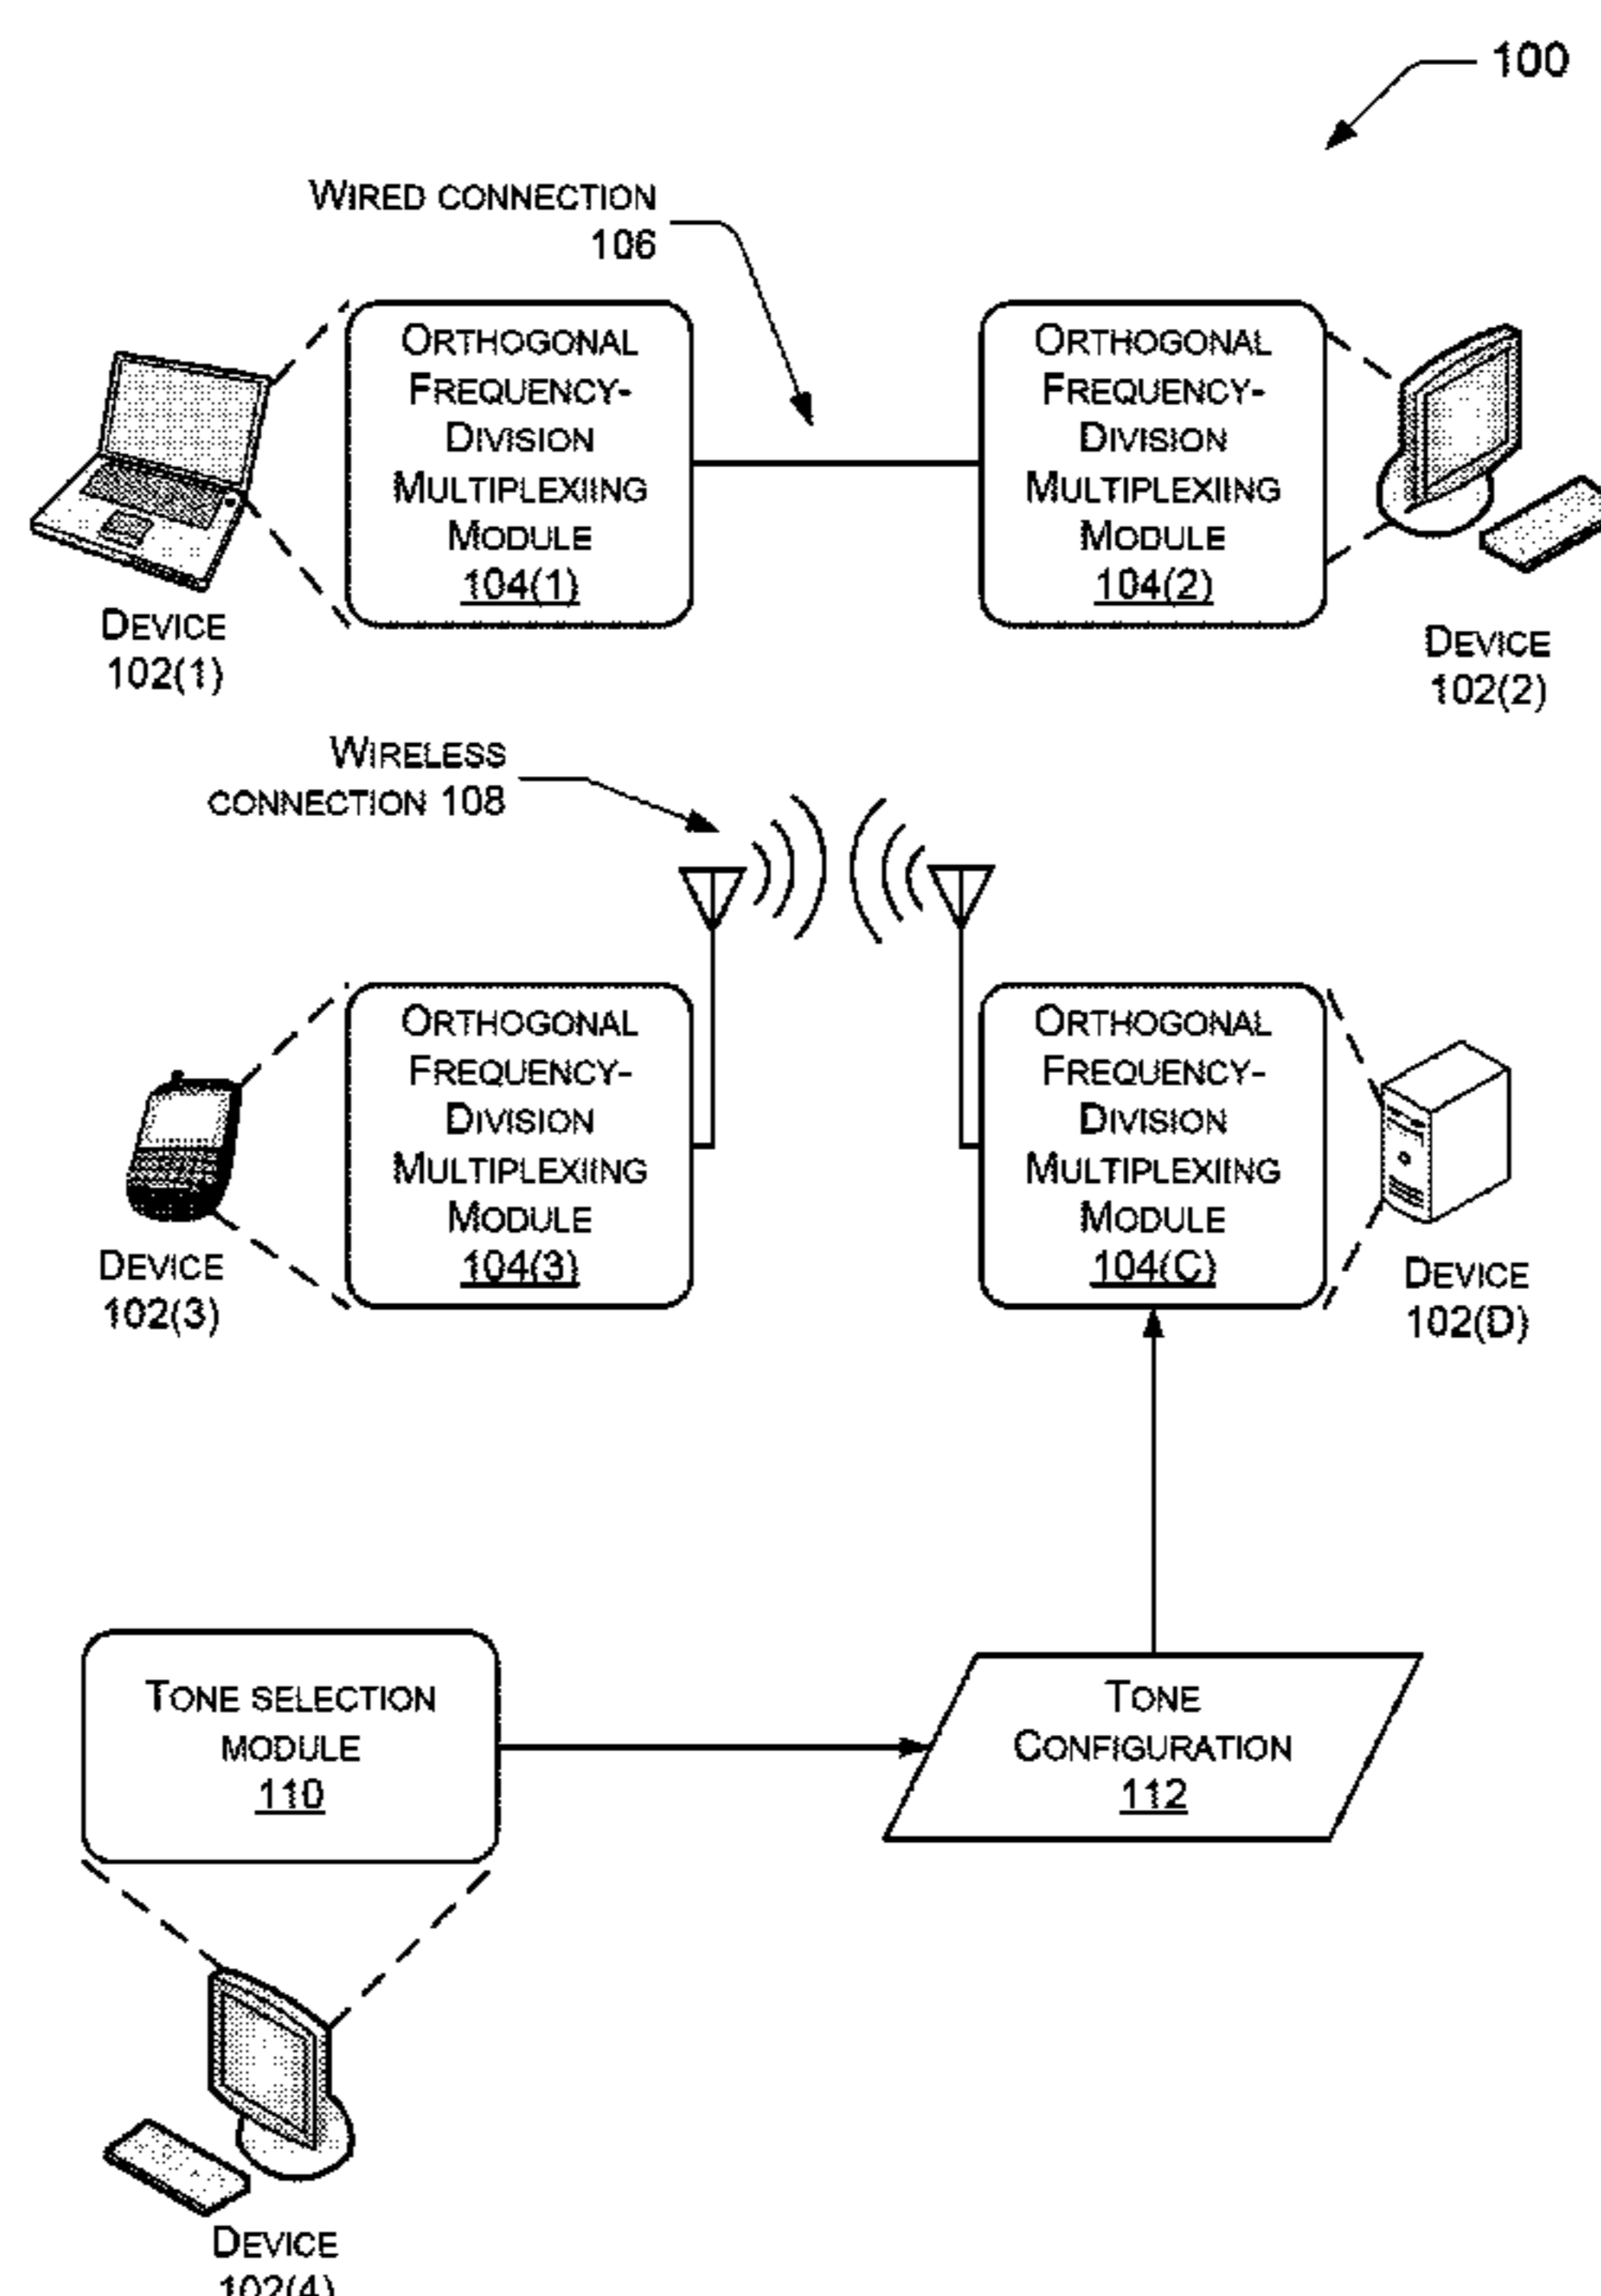 100
WIRED CONNECTION
106
ORTHOGONAL
FREQUENCY-
DIVISION
MULTIPLEXIING
MODULE
104(1)
ORTHOGONAL
FREQUENCY-
DIVISION
MULTIPLEXIING
MODULE
104(2)
DEVICE
102(1)
DEVICE
102(2)
WIRELESS
CONNECTION 108
ORTHOGONAL
FREQUENCY-
DIVISION
MULTIPLEXIING
MODULE
104(3)
ORTHOGONAL
FREQUENCY-
DIVISION
MULTIPLEXIING
MODULE
104(C)
DEVICE
102(3)
DEVICE
102(D)
TONE SELECTION
MODULE
110
TONE
CONFIGURATION
112
DEVICE
102(4)